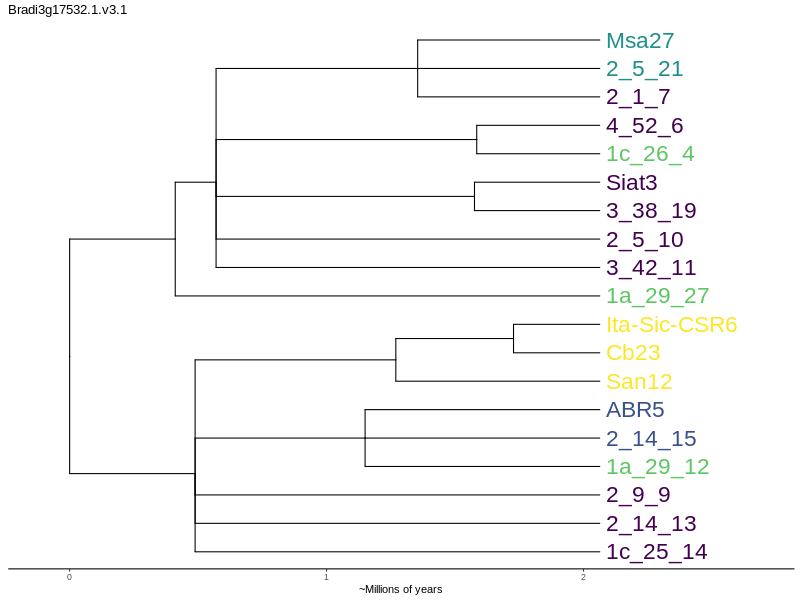 Bradi3g17532.1.v3.1
Msa27
2_5_21
2_1_7
4_52_6
1c_26_4
Siat3
3_38_19
2_5_10
3_42_11
1a_29_27
Ita-Sic-CSR6
Cb23
San12
ABR5
2_14_15
1a_29_12
2_9_9
2_14_13
1c_25_14
0 1 2
~Millions of years